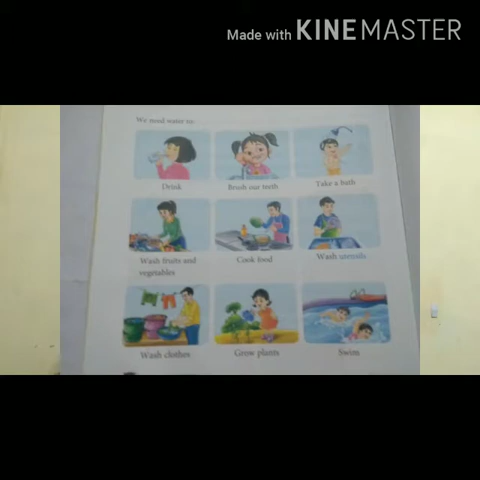 Made with KINEMASTER
We need water to:
Drink
Brush our teeth
Take a bath
Wash fruits and
vegetables
Cook food
Wash utensils
Wash clothes
Grow plants
Swim